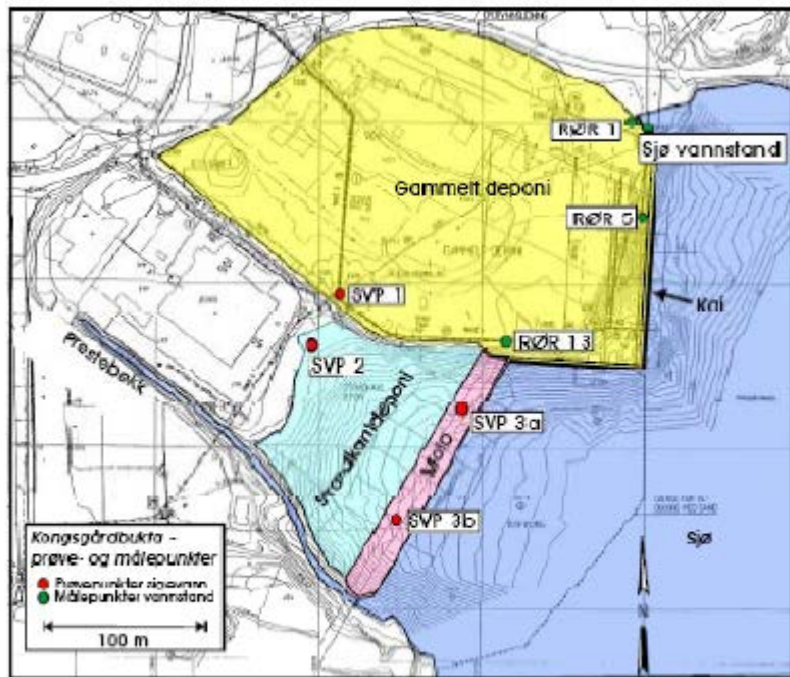 RØR 1
Sjø vannstand
Gammelt deponi
RØR 5
Kai
SVP 1
RØR 13
SVP 2
Prestebekk
Strandkantdeponi
SVP 3a
Molo
SVP 3b
Sjø
Kongsgårdbukta –
prøve- og målepunkter
Prøvepunkter sigevann
Målepunkter vannstand
100 m
N